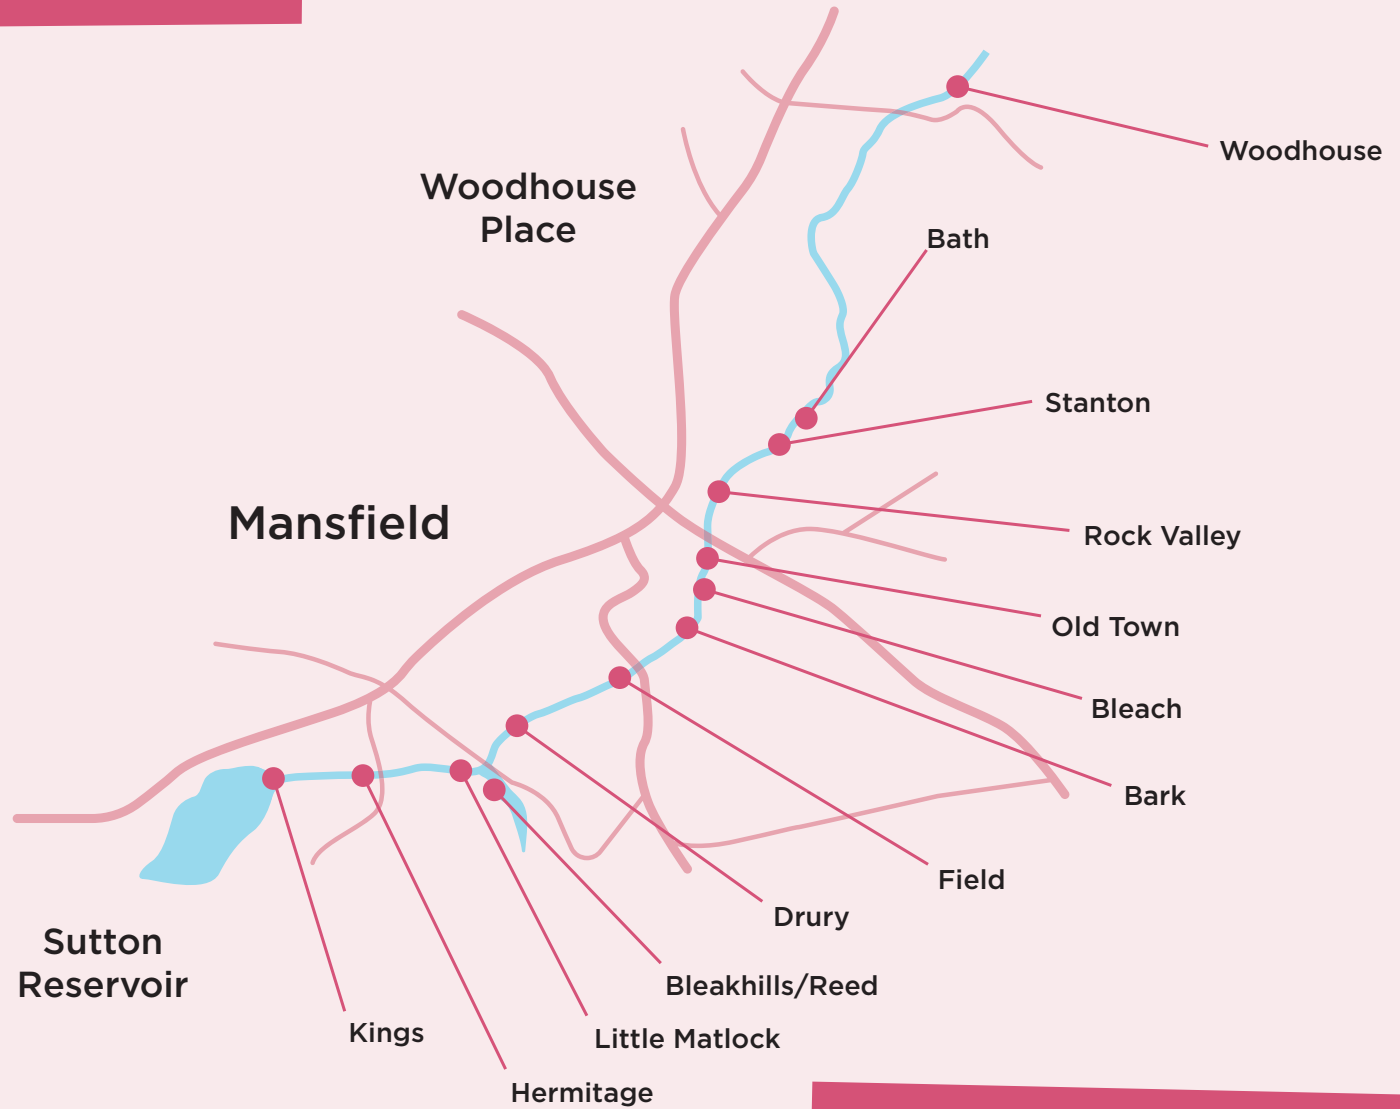 Woodhouse
Woodhouse
Place
Bath
Stanton
Mansfield
Rock Valley
Old Town
Bleach
Bark
Field
Drury
Sutton
Reservoir
Bleakhills/Reed
Kings
Little Matlock
Hermitage